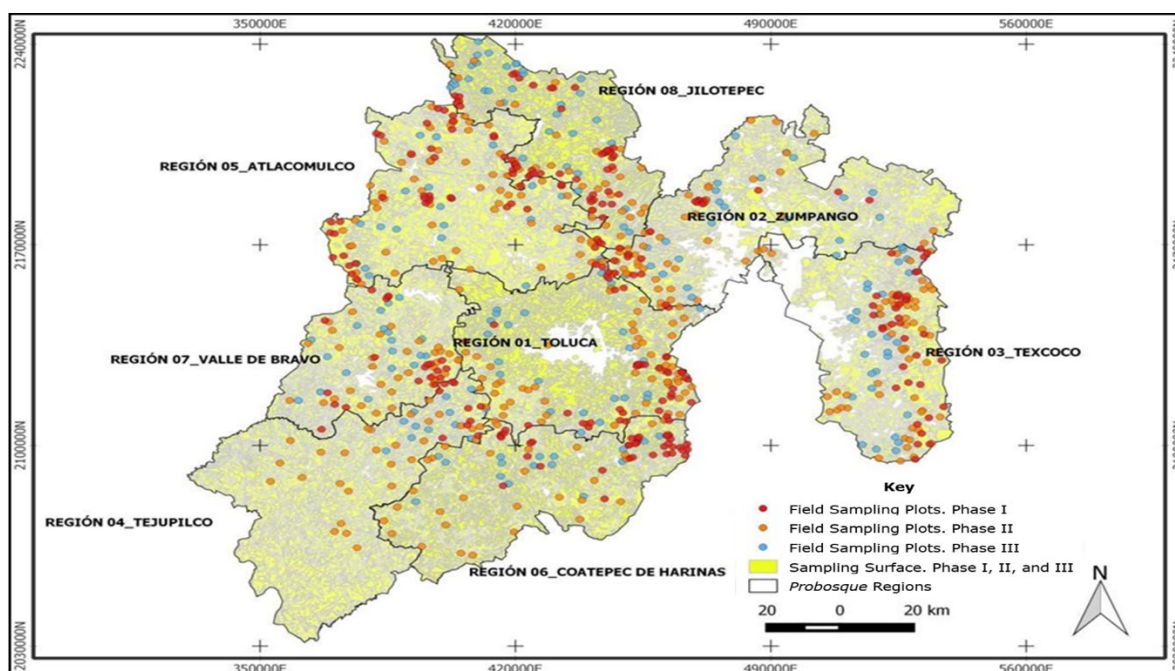 350000E 420000E 490000E 560000E
2240000N
REGIÓN 08_JILOTEPEC
REGIÓN 05_ATLACOMULCO
REGIÓN 02_ZUMPANGO
2170000N
REGIÓN 01_TOLUCA
REGIÓN 07_VALLE DE BRAVO
REGIÓN 03_TEXCOCO
2100000N
Key
Field Sampling Plots. Phase I
Field Sampling Plots. Phase II
Field Sampling Plots. Phase III
Sampling Surface. Phase I, II, and III
Probosque Regions
REGIÓN 04_TEJUPILCO
REGIÓN 06_COATEPEC DE HARINAS
N
20 0 20 km
2030000N
350000E 420000E 490000E 560000E